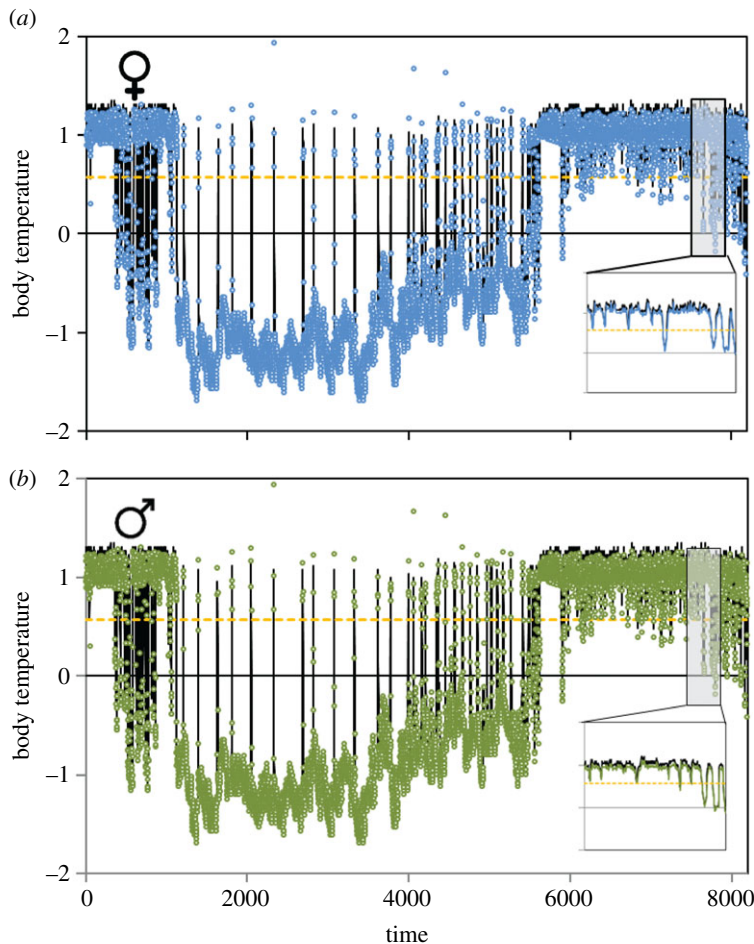 (a)
2
1
0
–1
–2
body temperature
(b)
2
1
0
–1
–2
body temperature
0 2000 4000 6000 8000
time